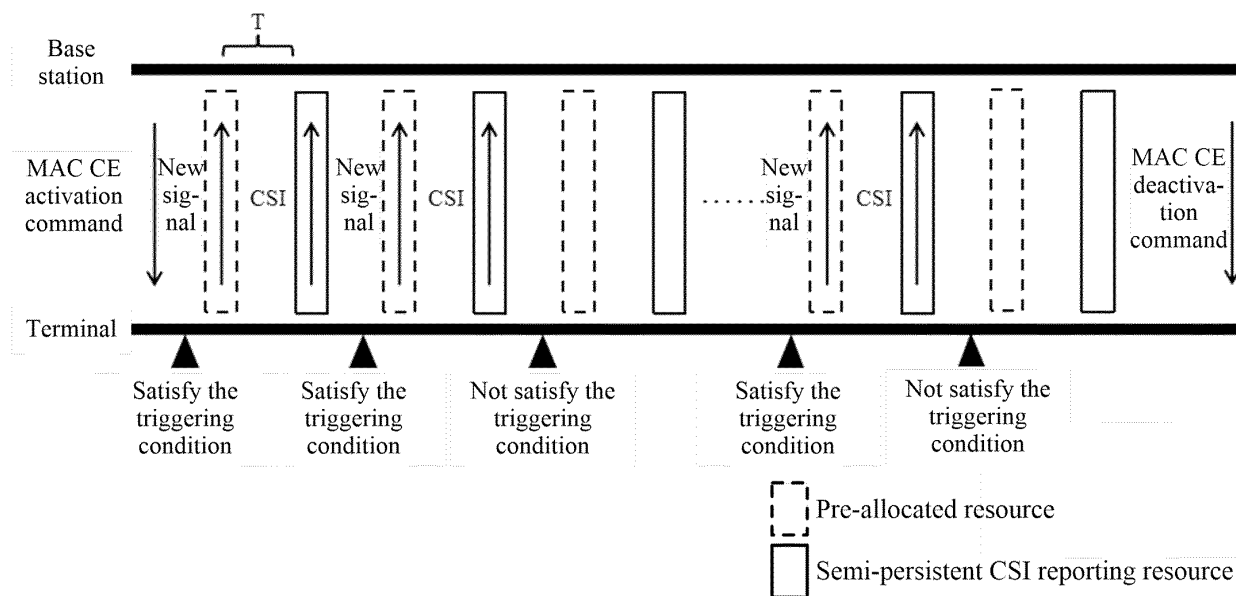 T
Base
station
MAC CE
activation
command
New
sig-
nal
CSI
New
sig-
nal
CSI
......
New
sig-
nal
CSI
MAC CE
deactiva-
tion
command
Terminal
Satisfy the
triggering
condition
Satisfy the
triggering
condition
Not satisfy the
triggering
condition
Satisfy the
triggering
condition
Not satisfy the
triggering
condition
Pre-allocated resource
Semi-persistent CSI reporting resource